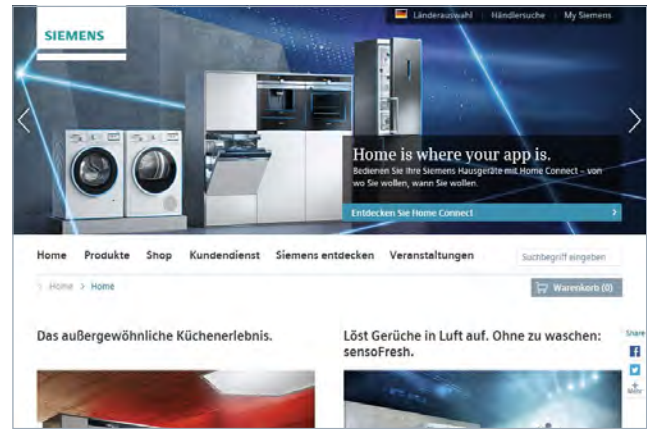 Länderauswahl Händlersuche My Siemens
SIEMENS
Home is where your app is.
Bedienen Sie Ihre Siemens Hausgeräte mit Home Connect – von
wo Sie wollen, wann Sie wollen.
Entdecken Sie Home Connect
Home Produkte Shop Kundendienst Siemens entdecken Veranstaltungen
Suchbegriff eingeben
Home > Home
Warenkorb (0)
Das außergewöhnliche Küchenerlebnis.
Löst Gerüche in Luft auf. Ohne zu waschen:
sensoFresh.
Share
Mehr